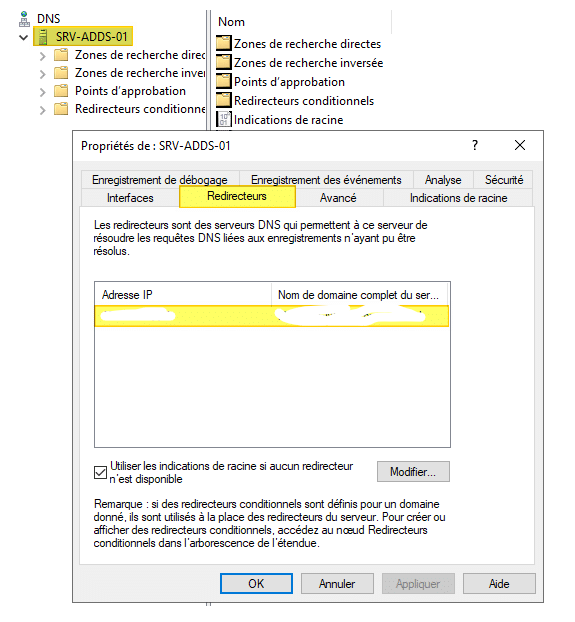 DNS
SRV-ADDS-01
Zones de recherche direc
Zones de recherche inver
Points d'approbation
Redirecteurs conditionne
Nom
Zones de recherche directes
Zones de recherche inversée
Points d'approbation
Redirecteurs conditionnels
Indications de racine
Propriétés de : SRV-ADDS-01
?
Enregistrement de débogage
Enregistrement des événements
Analyse
Sécurité
Interfaces
Redirecteurs
Avancé
Indications de racine
Les redirecteurs sont des serveurs DNS qui permettent à ce serveur de
résoudre les requêtes DNS liées aux enregistrements n'ayant pu être
résolus.
Adresse IP
Nom de domaine complet du ser...
Utiliser les indications de racine si aucun redirecteur
n'est disponible
Modifier...
Remarque : si des redirecteurs conditionnels sont définis pour un domaine
donné, ils sont utilisés à la place des redirecteurs du serveur. Pour créer ou
afficher des redirecteurs conditionnels, accédez au nœud Redirecteurs
conditionnels dans l'arborescence de l'étendue.
OK
Annuler
Appliquer
Aide